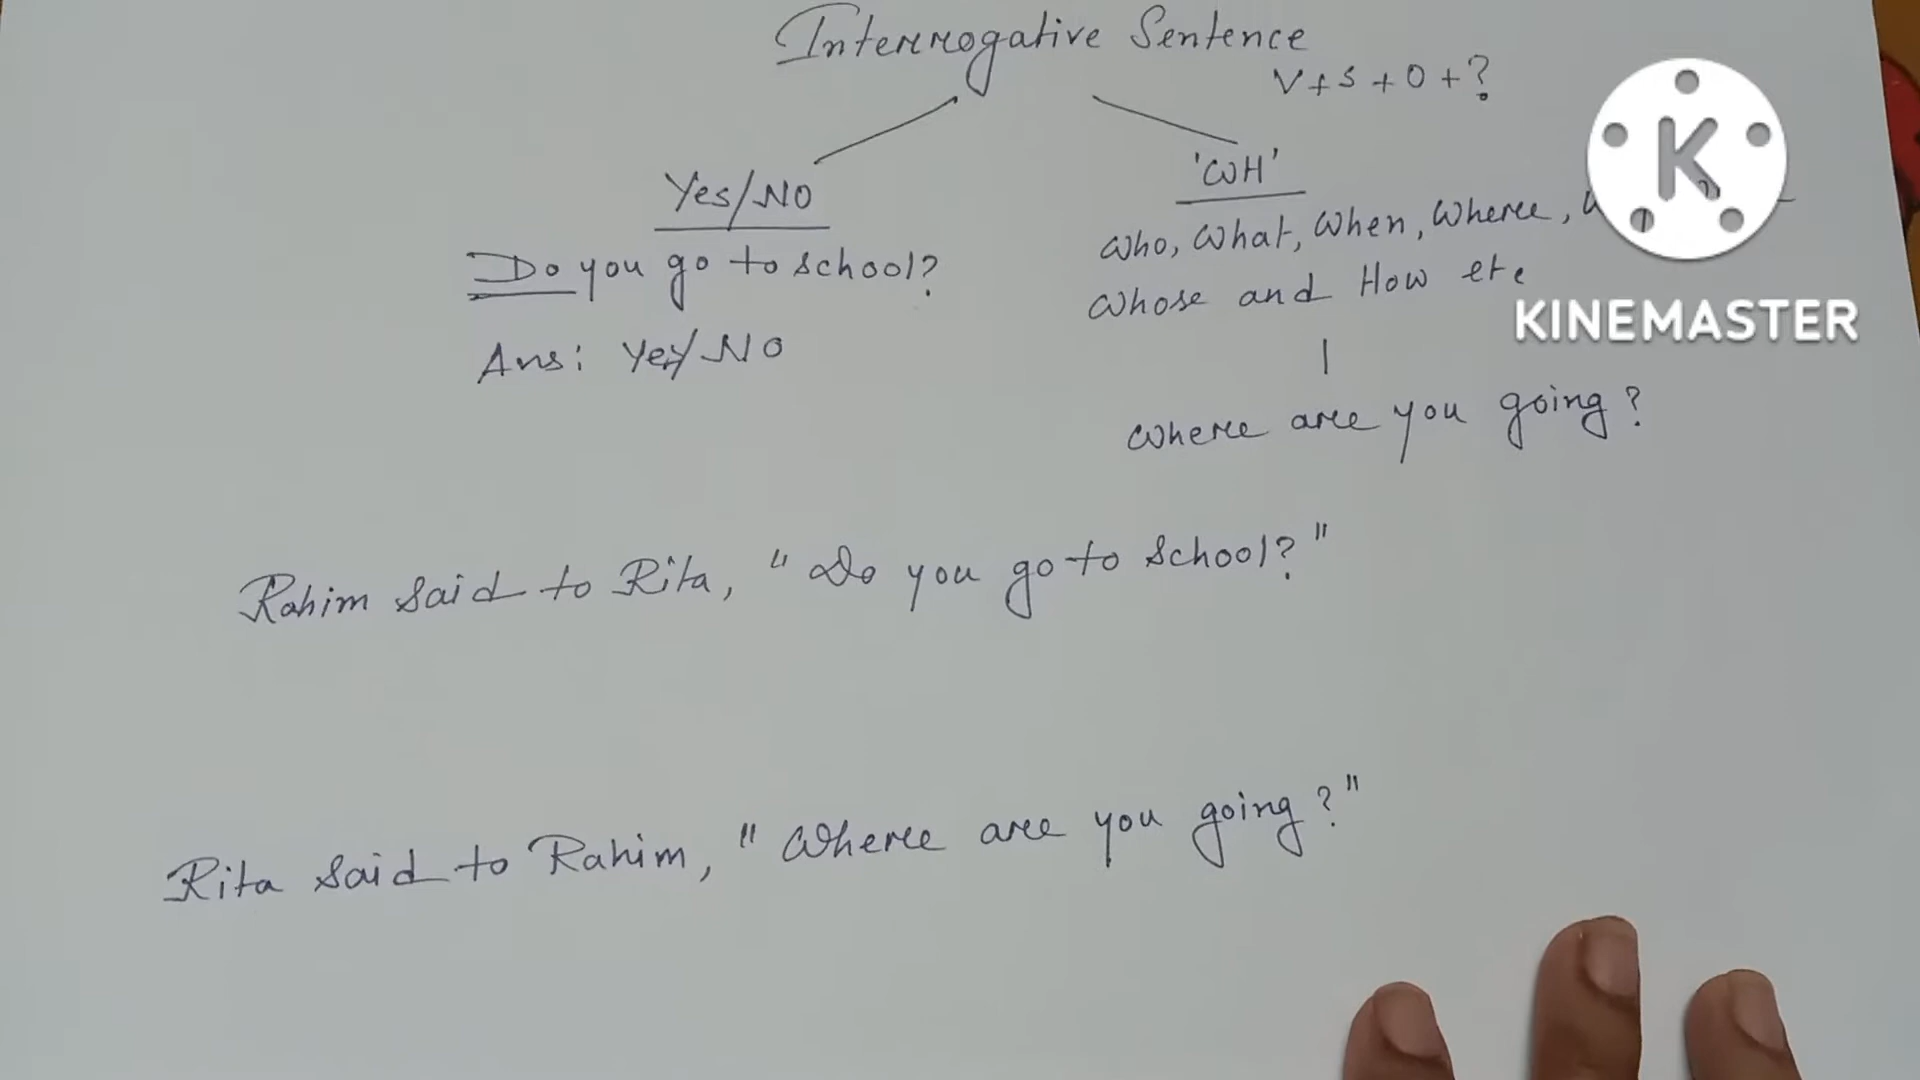 Interrogative Sentence
V + S + O + ?
Yes/NO
Do you go to school?
Ans: Yes/NO
'WH'
Who, What, When, Where,
Whose and How etc
Where are you going?
Rahim said to Rita, "Do you go to school?"
Rita said to Rahim, "Where are you going?"
K
KINEMASTER